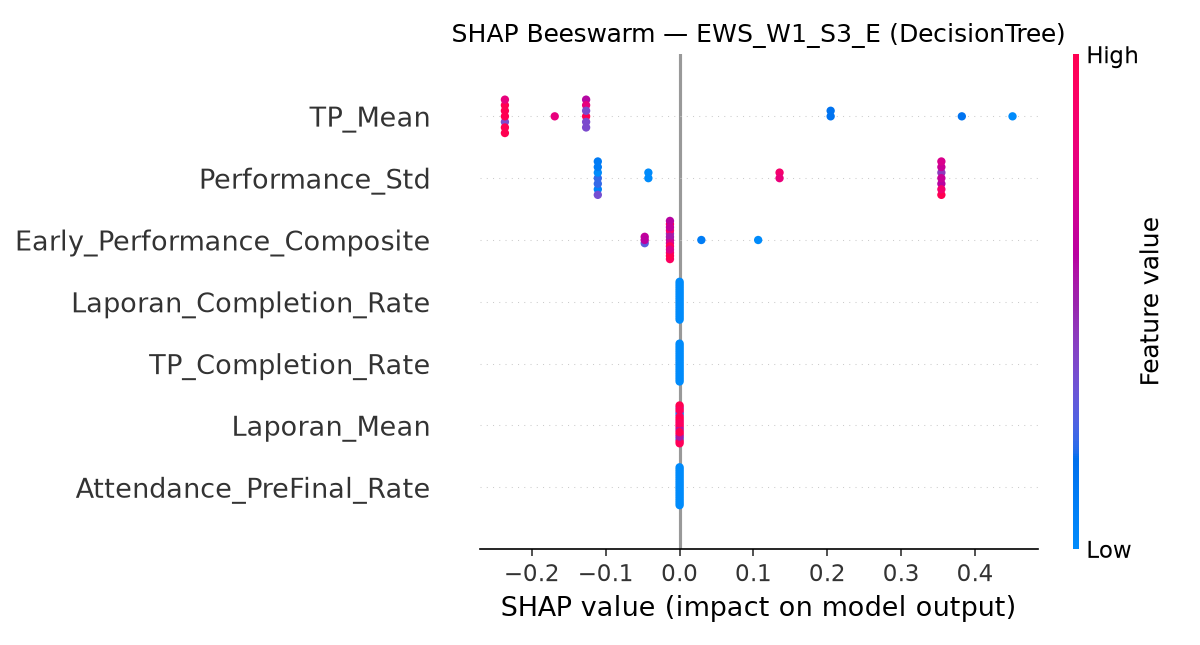 SHAP Beeswarm — EWS_W1_S3_E (DecisionTree)
High
TP_Mean
Performance_Std
Early_Performance_Composite
Laporan_Completion_Rate
TP_Completion_Rate
Laporan_Mean
Attendance_PreFinal_Rate
Feature value
Low
−0.2 −0.1 0.0 0.1 0.2 0.3 0.4
SHAP value (impact on model output)